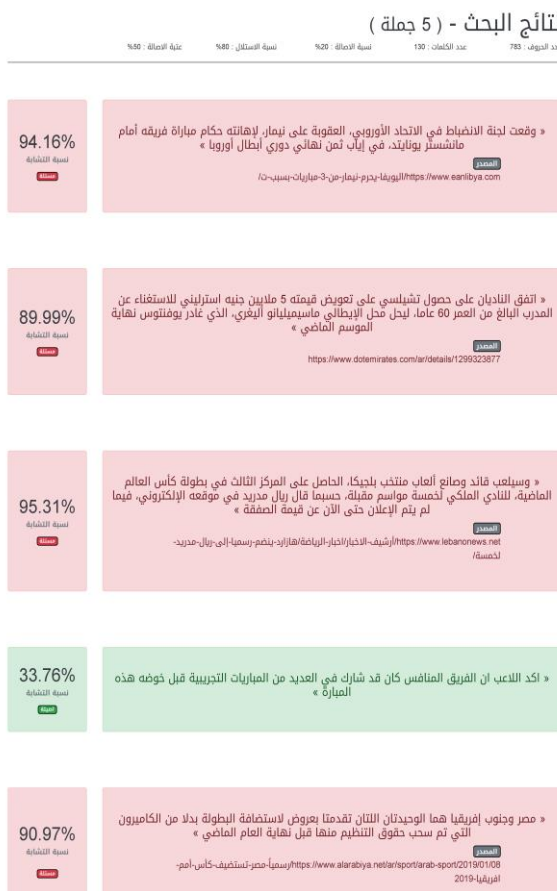 نتائج البحث - ( 5 جملة )
عدد الحروف : 783 عدد الكلمات : 130 نسبة الاصالة : 20% نسبة الاستلال : 80% عتبة الاصالة : 50%
« وقعت لجنة الانضباط في الاتحاد الأوروبي، العقوبة على نيمار، لإهانته حكام مباراة فريقه أمام
مانشستر يونايتد، في إياب ثمن نهائي دوري أبطال أوروبا »
المصدر
https://www.eanlibya.com/اليويفا-يحرم-نيمار-من-3-مباريات-بسبب-ت/
94.16%
نسبة التشابة
مستلة
« اتفق الناديان على حصول تشيلسي على تعويض قيمته 5 ملايين جنيه استرليني للاستغناء عن
المدرب البالغ من العمر 60 عاما، ليحل محل الإيطالي ماسيميليانو أليغري، الذي غادر يوفنتوس نهاية
الموسم الماضي »
المصدر
https://www.dotemirates.com/ar/details/1299323877
89.99%
نسبة التشابة
مستلة
« وسيلعب قائد وصانع ألعاب منتخب بلجيكا، الحاصل على المركز الثالث في بطولة كأس العالم
الماضية، للنادي الملكي لخمسة مواسم مقبلة، حسبما قال ريال مدريد في موقعه الإلكتروني، فيما
لم يتم الإعلان حتى الآن عن قيمة الصفقة »
المصدر
https://www.lebanonews.net/أرشيف-الاخبار/اخبار-الرياضة/هازارد-ينضم-رسميا-إلى-ريال-مدريد-
لخمسة/
95.31%
نسبة التشابة
مستلة
« اكد اللاعب ان الفريق المنافس كان قد شارك في العديد من المباريات التجريبية قبل خوضه هذه
المبارة »
33.76%
نسبة التشابة
اصيلة
« مصر وجنوب إفريقيا هما الوحيدتان اللتان تقدمتا بعروض لاستضافة البطولة بدلا من الكاميرون
التي تم سحب حقوق التنظيم منها قبل نهاية العام الماضي »
المصدر
https://www.alarabiya.net/ar/sport/arab-sport/2019/01/08/رسمياً-مصر-تستضيف-كأس-أمم-
افريقيا-2019
90.97%
نسبة التشابة
مستلة